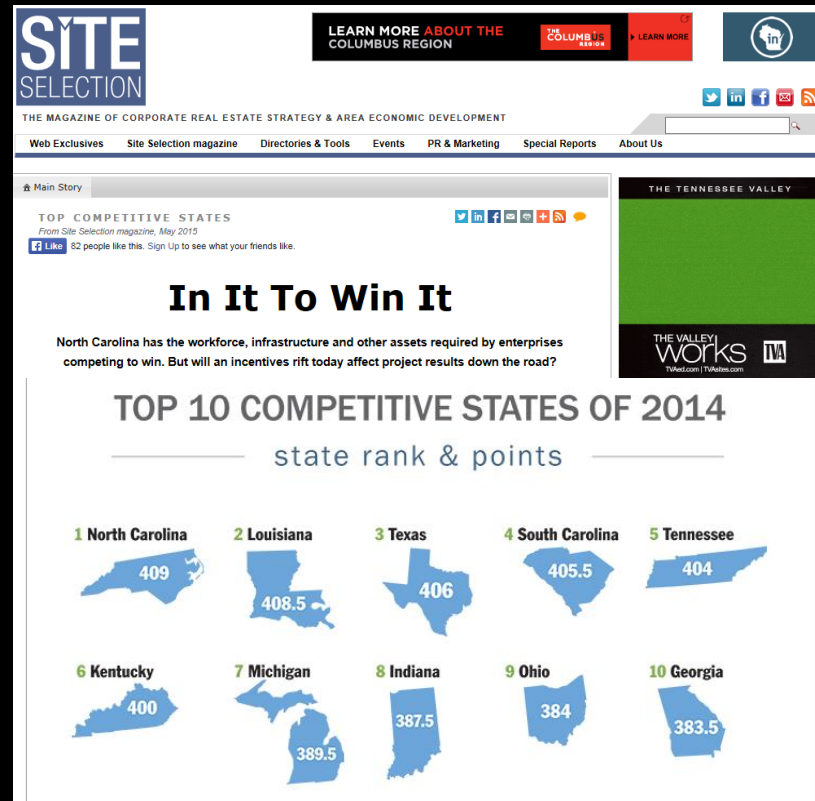 SiTE
SELECTION
LEARN MORE ABOUT THE
COLUMBUS REGION
THE
COLUMBUS
REGION
LEARN MORE
in
THE MAGAZINE OF CORPORATE REAL ESTATE STRATEGY & AREA ECONOMIC DEVELOPMENT
Web Exclusives Site Selection magazine Directories & Tools Events PR & Marketing Special Reports About Us
Main Story
TOP COMPETITIVE STATES
From Site Selection magazine, May 2015
Like 82 people like this. Sign Up to see what your friends like.
In It To Win It
North Carolina has the workforce, infrastructure and other assets required by enterprises
competing to win. But will an incentives rift today affect project results down the road?
THE TENNESSEE VALLEY
THE VALLEY
WORKS
TVA
TVAed.com | TVAsites.com
TOP 10 COMPETITIVE STATES OF 2014
state rank & points
1 North Carolina 2 Louisiana 3 Texas 4 South Carolina 5 Tennessee
409 408.5 406 405.5 404
6 Kentucky 7 Michigan 8 Indiana 9 Ohio 10 Georgia
400 389.5 387.5 384 383.5